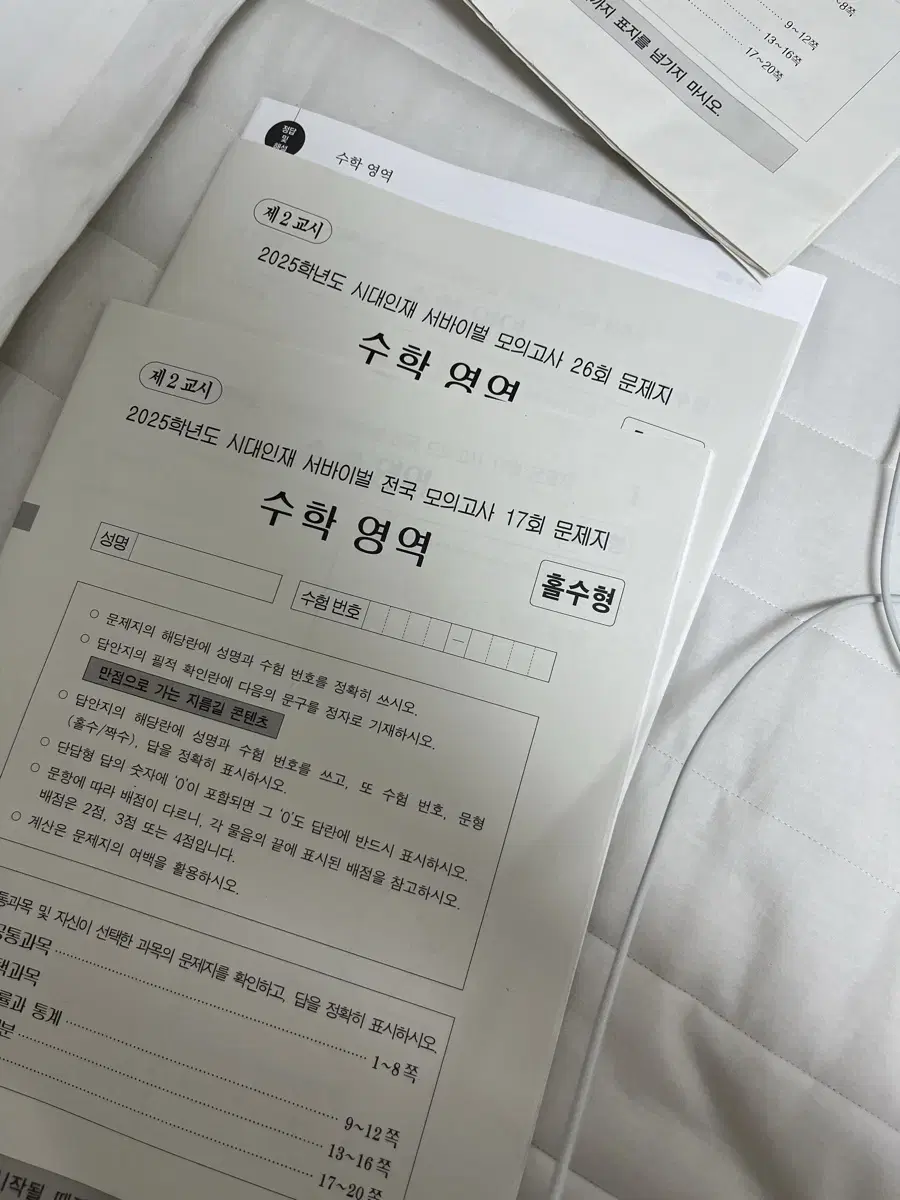 8쪽
9~12쪽
13~16쪽
17~20쪽
까지 표지를 넘기지 마시오.
정답
및
해설
수학 영역
제 2 교시
2025학년도 시대인재 서바이벌 모의고사 26회 문제지
수학 영역
제 2 교시
2025학년도 시대인재 서바이벌 전국 모의고사 17회 문제지
수학 영역
홀수형
성명
수험 번호
–
○ 문제지의 해당란에 성명과 수험 번호를 정확히 쓰시오.
○ 답안지의 필적 확인란에 다음의 문구를 정자로 기재하시오.
만점으로 가는 지름길 콘텐츠
○ 답안지의 해당란에 성명과 수험 번호를 쓰고, 또 수험 번호, 문형
(홀수/짝수), 답을 정확히 표시하시오.
○ 단답형 답의 숫자에 '0'이 포함되면 그 '0'도 답란에 반드시 표시하시오.
○ 문항에 따라 배점이 다르니, 각 물음의 끝에 표시된 배점을 참고하시오.
배점은 2점, 3점 또는 4점입니다.
○ 계산은 문제지의 여백을 활용하시오.
통과목 및 자신이 선택한 과목의 문제지를 확인하고, 답을 정확히 표시하시오.
공통과목 1~8쪽
택과목
률과 통계 9~12쪽
분 13~16쪽
17~20쪽